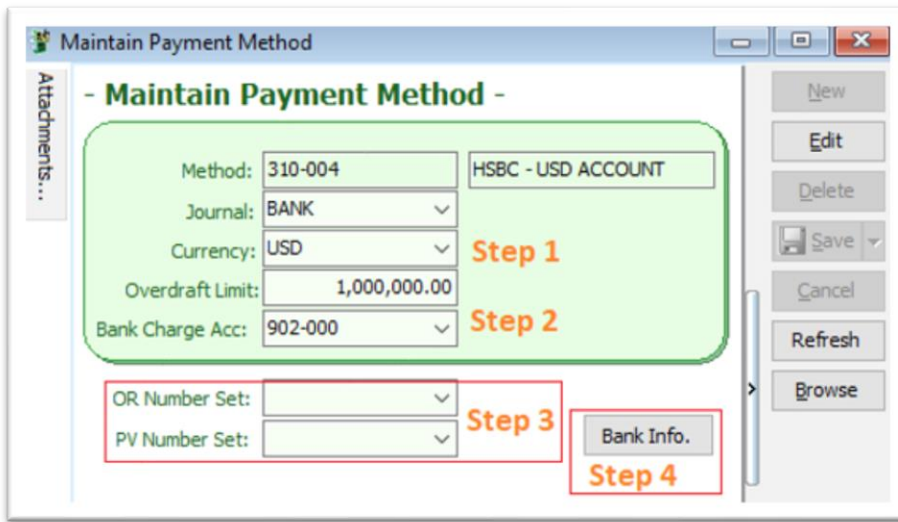 Maintain Payment Method
Attachments...
- Maintain Payment Method -
Method: 310-004 HSBC - USD ACCOUNT
Journal: BANK
Currency: USD Step 1
Overdraft Limit: 1,000,000.00
Bank Charge Acc: 902-000 Step 2
OR Number Set:
PV Number Set: Step 3
Bank Info.
Step 4
New
Edit
Delete
Save
Cancel
Refresh
Browse